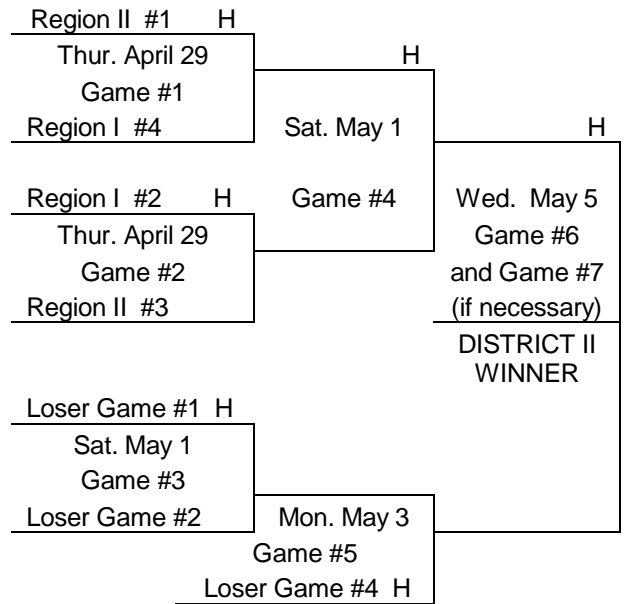 Region II #1 H
Thur. April 29
H
Game #1
Region I #4
Sat. May 1
H
Region I #2 H
Game #4
Wed. May 5
Thur. April 29
Game #6
Game #2
and Game #7
Region II #3
(if necessary)
DISTRICT II
WINNER
Loser Game #1 H
Sat. May 1
Game #3
Loser Game #2
Mon. May 3
Game #5
Loser Game #4 H